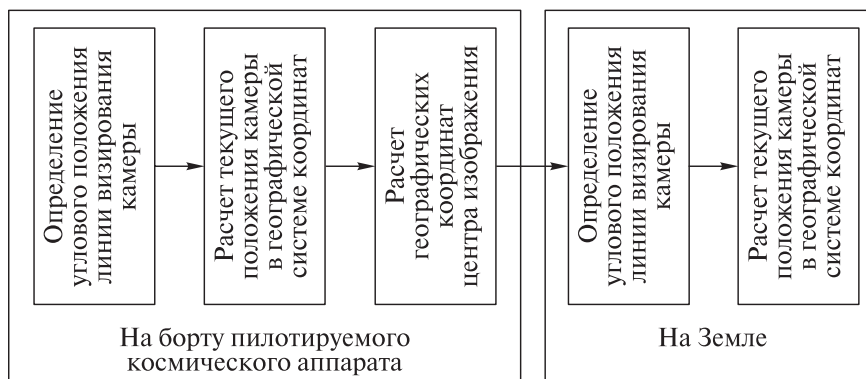 Определение
углового положения
линии визирования
камеры
Расчет текущего
положения камеры
в географической
системе координат
Расчет
географических
координат
центра изображения
На борту пилотируемого
космического аппарата
Определение
углового положения
линии визирования
камеры
Расчет текущего
положения камеры
в географической
системе координат
На Земле